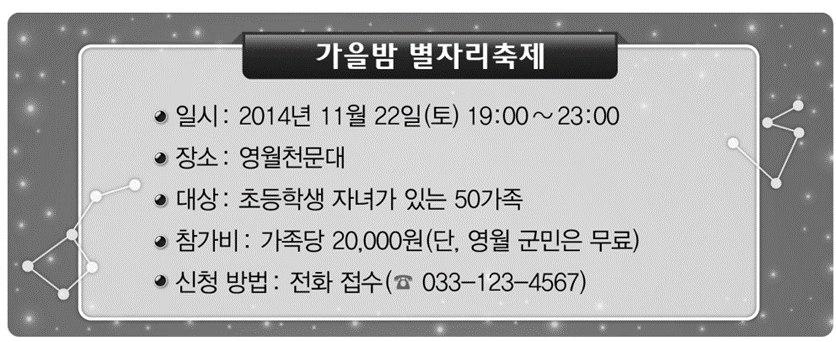 가을밤 별자리축제
일시: 2014년 11월 22일(토) 19:00~23:00
장소: 영월천문대
대상: 초등학생 자녀가 있는 50가족
참가비: 가족당 20,000원(단, 영월 군민은 무료)
신청 방법: 전화 접수(☎ 033-123-4567)